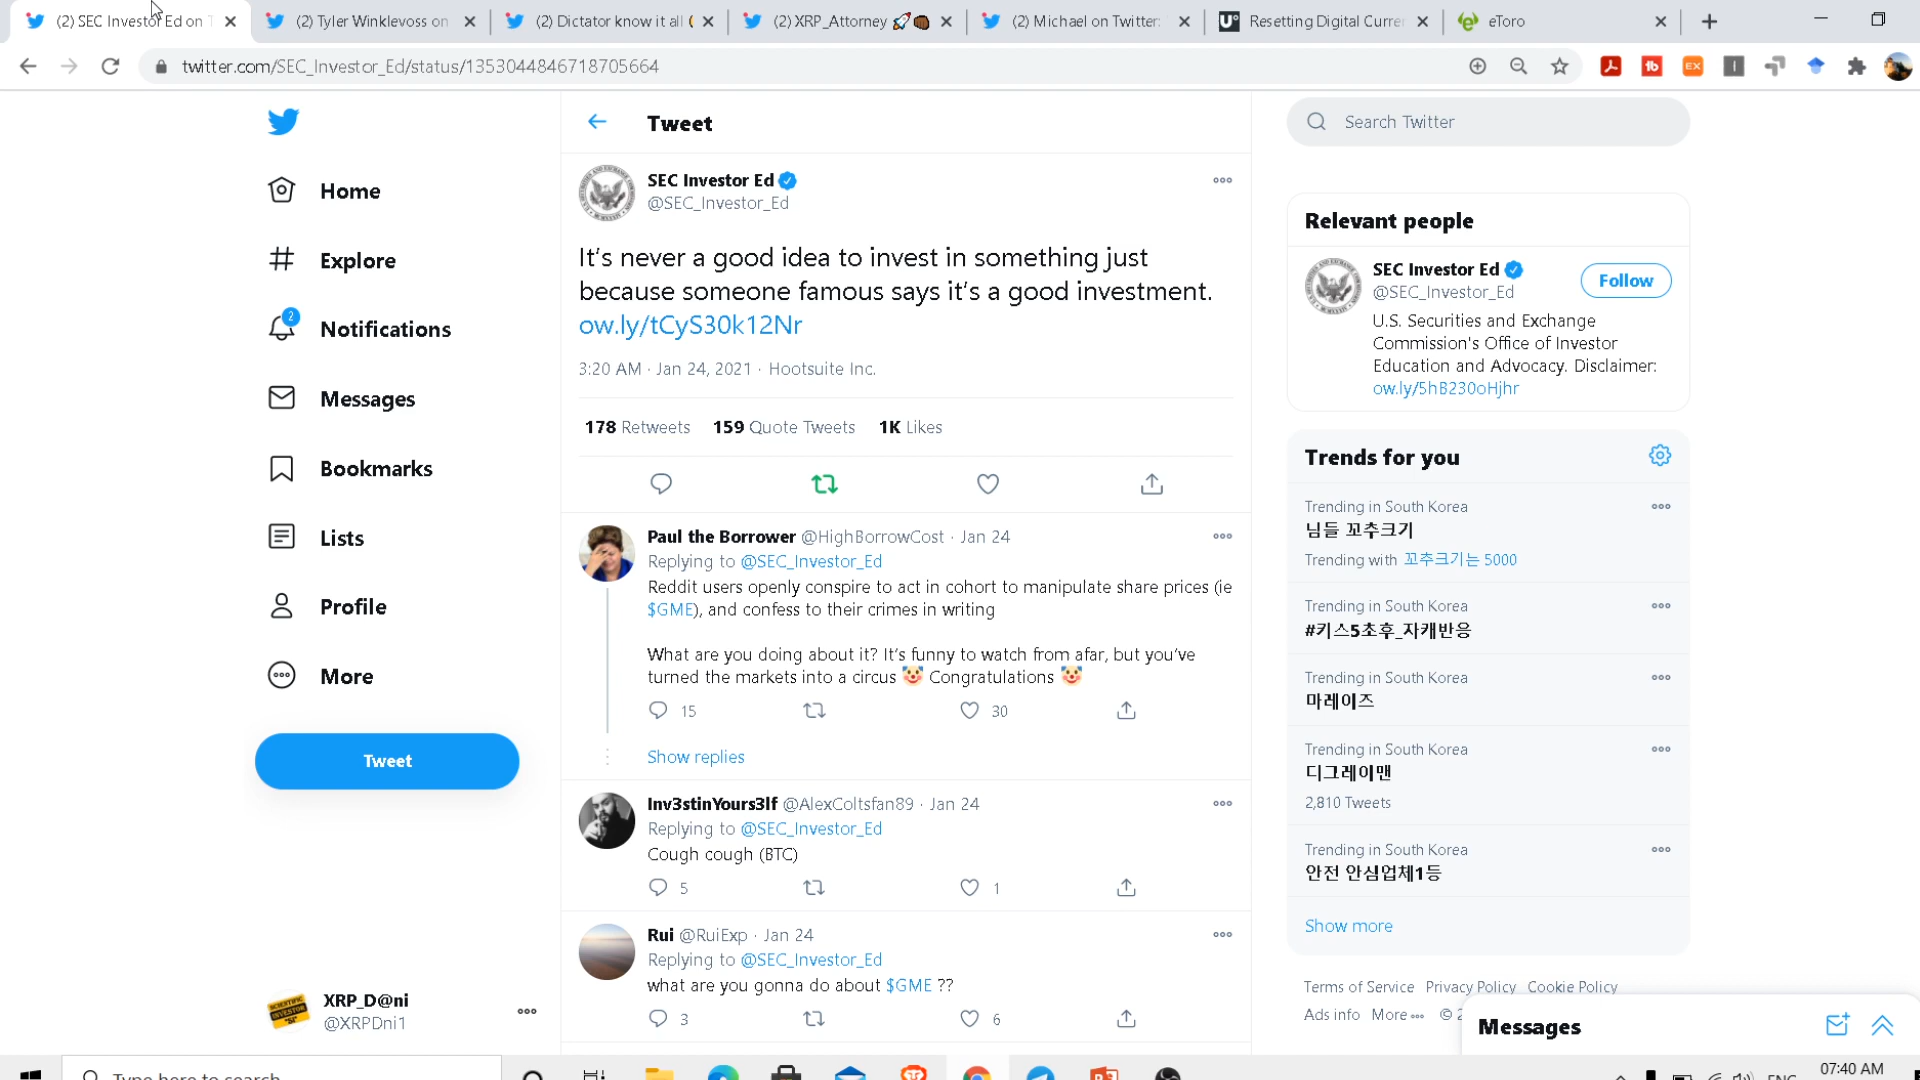 (2) SEC Investor Ed on T
(2) Tyler Winklevoss on
(2) Dictator know it all (
(2) XRP_Attorney 🚀
(2) Michael on Twitter:
Resetting Digital Curre
eToro
twitter.com/SEC_Investor_Ed/status/1353044846718705664
Home
Explore
2
Notifications
Messages
Bookmarks
Lists
Profile
More
Tweet
XRP_D@ni
@XRPDni1
Tweet
SEC Investor Ed
@SEC_Investor_Ed
It's never a good idea to invest in something just
because someone famous says it's a good investment.
ow.ly/tCyS30k12Nr
3:20 AM · Jan 24, 2021 · Hootsuite Inc.
178 Retweets 159 Quote Tweets 1K Likes
Paul the Borrower @HighBorrowCost · Jan 24
Replying to @SEC_Investor_Ed
Reddit users openly conspire to act in cohort to manipulate share prices (ie
$GME), and confess to their crimes in writing
What are you doing about it? It's funny to watch from afar, but you've
turned the markets into a circus 🤡 Congratulations 🤡
15 30
Show replies
Inv3stinYours3lf @AlexColtsfan89 · Jan 24
Replying to @SEC_Investor_Ed
Cough cough (BTC)
5 1
Rui @RuiExp · Jan 24
Replying to @SEC_Investor_Ed
what are you gonna do about $GME ??
3 6
Search Twitter
Relevant people
SEC Investor Ed
@SEC_Investor_Ed
Follow
U.S. Securities and Exchange
Commission's Office of Investor
Education and Advocacy. Disclaimer:
ow.ly/5hB230oHjhr
Trends for you
Trending in South Korea
님들 꼬추크기
Trending with 꼬추크기는 5000
Trending in South Korea
#키스5초후_자캐반응
Trending in South Korea
마레이즈
Trending in South Korea
디그레이맨
2,810 Tweets
Trending in South Korea
안전 안심업체1등
Show more
Terms of Service Privacy Policy Cookie Policy
Ads info More ©
Messages
Type here to search
ENG
07:40 AM